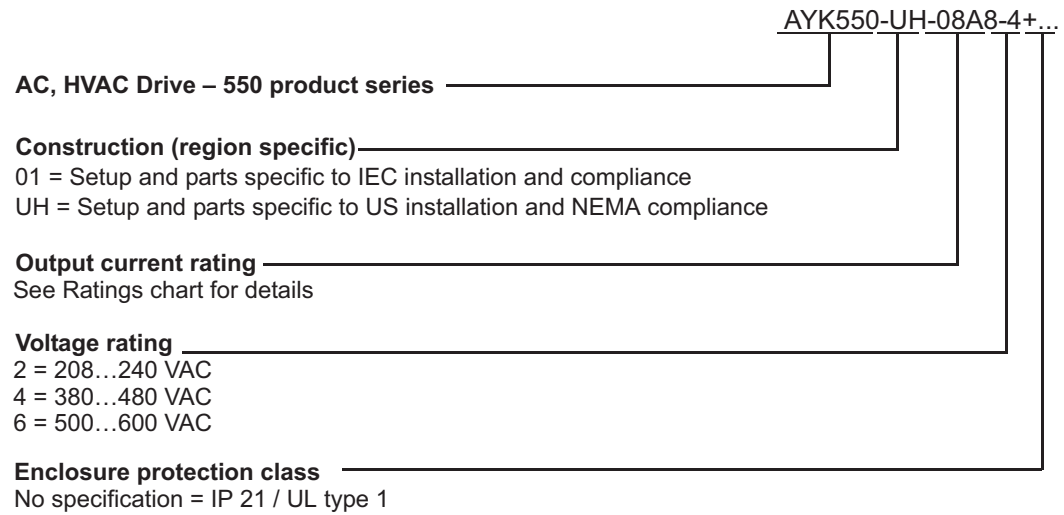 AYK550-UH-08A8-4+...
AC, HVAC Drive – 550 product series
Construction (region specific)
01 = Setup and parts specific to IEC installation and compliance
UH = Setup and parts specific to US installation and NEMA compliance
Output current rating
See Ratings chart for details
Voltage rating
2 = 208…240 VAC
4 = 380…480 VAC
6 = 500…600 VAC
Enclosure protection class
No specification = IP 21 / UL type 1